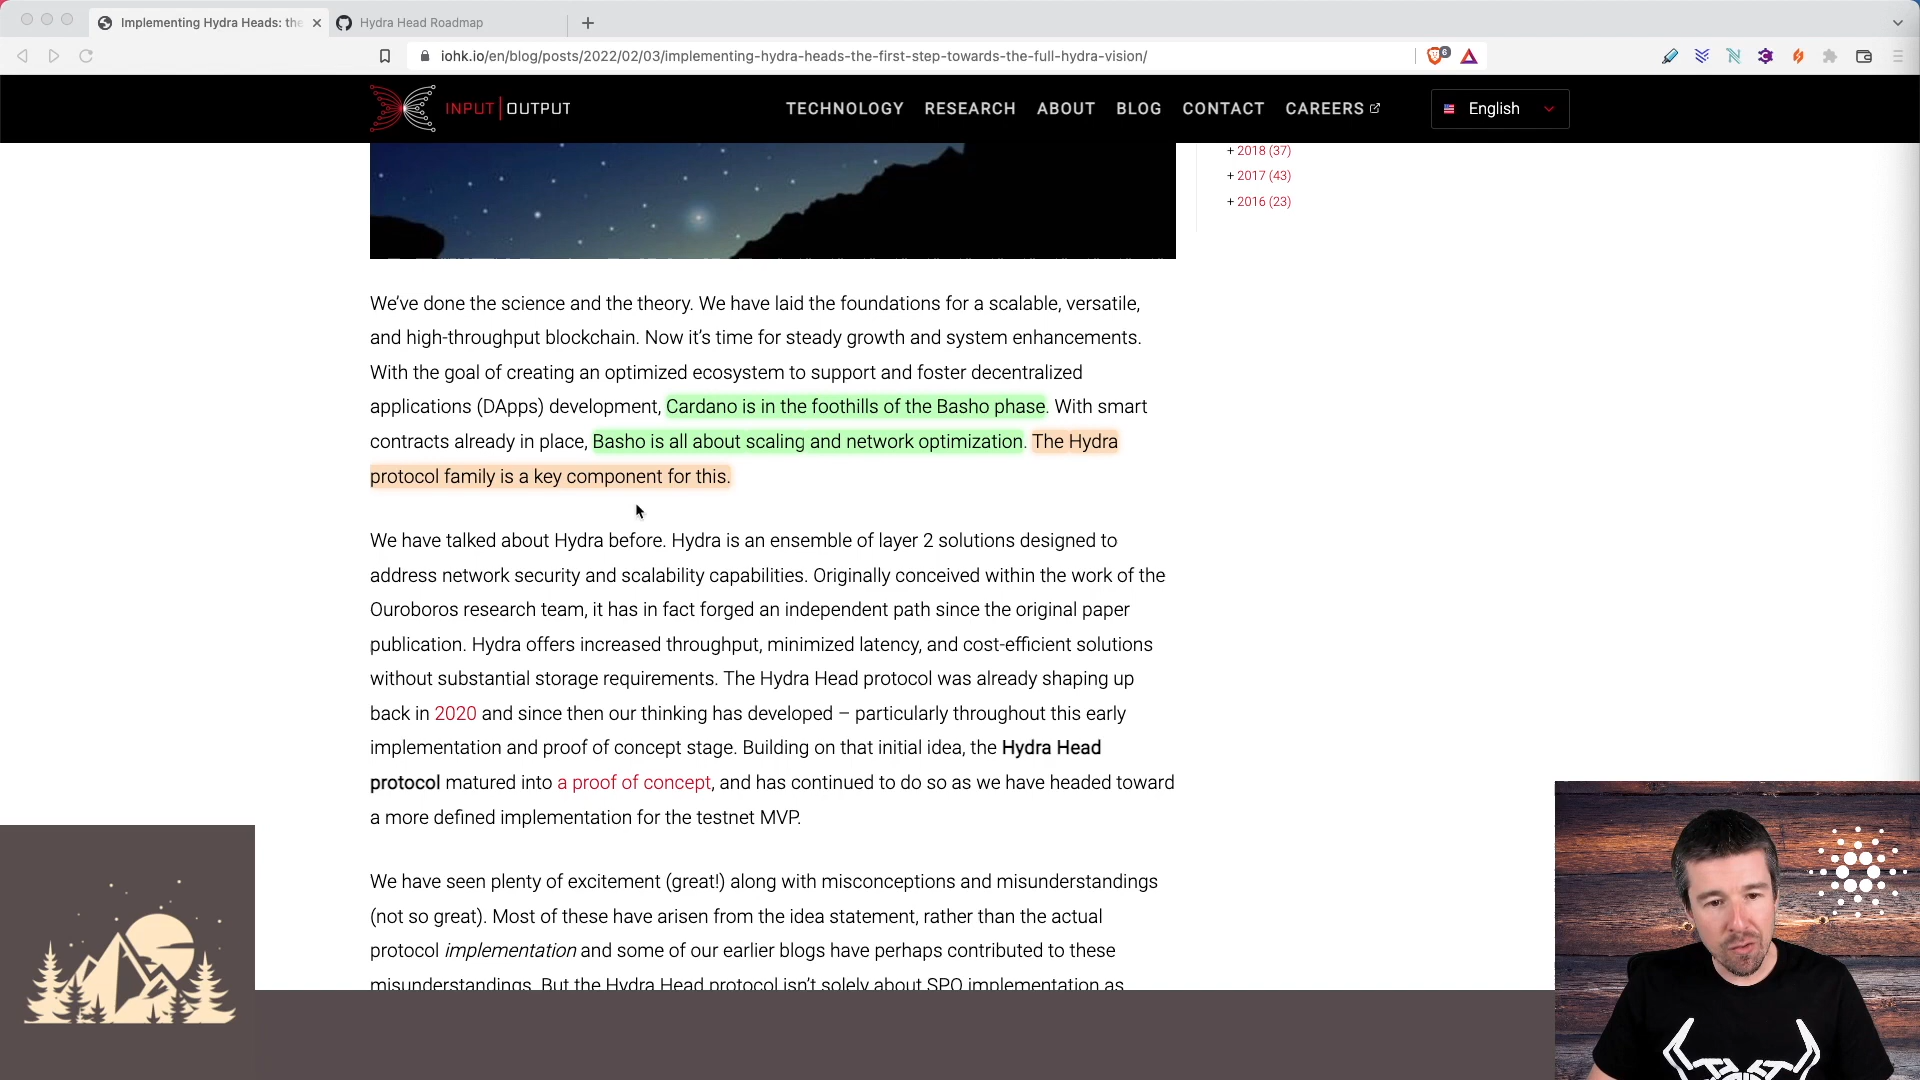 Implementing Hydra Heads: the
Hydra Head Roadmap
iohk.io/en/blog/posts/2022/02/03/implementing-hydra-heads-the-first-step-towards-the-full-hydra-vision/
6
INPUT | OUTPUT
TECHNOLOGY RESEARCH ABOUT BLOG CONTACT CAREERS
English
+ 2018 (37)
+ 2017 (43)
+ 2016 (23)
We’ve done the science and the theory. We have laid the foundations for a scalable, versatile,
and high-throughput blockchain. Now it’s time for steady growth and system enhancements.
With the goal of creating an optimized ecosystem to support and foster decentralized
applications (DApps) development, Cardano is in the foothills of the Basho phase. With smart
contracts already in place, Basho is all about scaling and network optimization. The Hydra
protocol family is a key component for this.
We have talked about Hydra before. Hydra is an ensemble of layer 2 solutions designed to
address network security and scalability capabilities. Originally conceived within the work of the
Ouroboros research team, it has in fact forged an independent path since the original paper
publication. Hydra offers increased throughput, minimized latency, and cost-efficient solutions
without substantial storage requirements. The Hydra Head protocol was already shaping up
back in 2020 and since then our thinking has developed – particularly throughout this early
implementation and proof of concept stage. Building on that initial idea, the Hydra Head
protocol matured into a proof of concept, and has continued to do so as we have headed toward
a more defined implementation for the testnet MVP.
We have seen plenty of excitement (great!) along with misconceptions and misunderstandings
(not so great). Most of these have arisen from the idea statement, rather than the actual
protocol implementation and some of our earlier blogs have perhaps contributed to these
misunderstandings. But the Hydra Head protocol isn’t solely about SPO implementation as